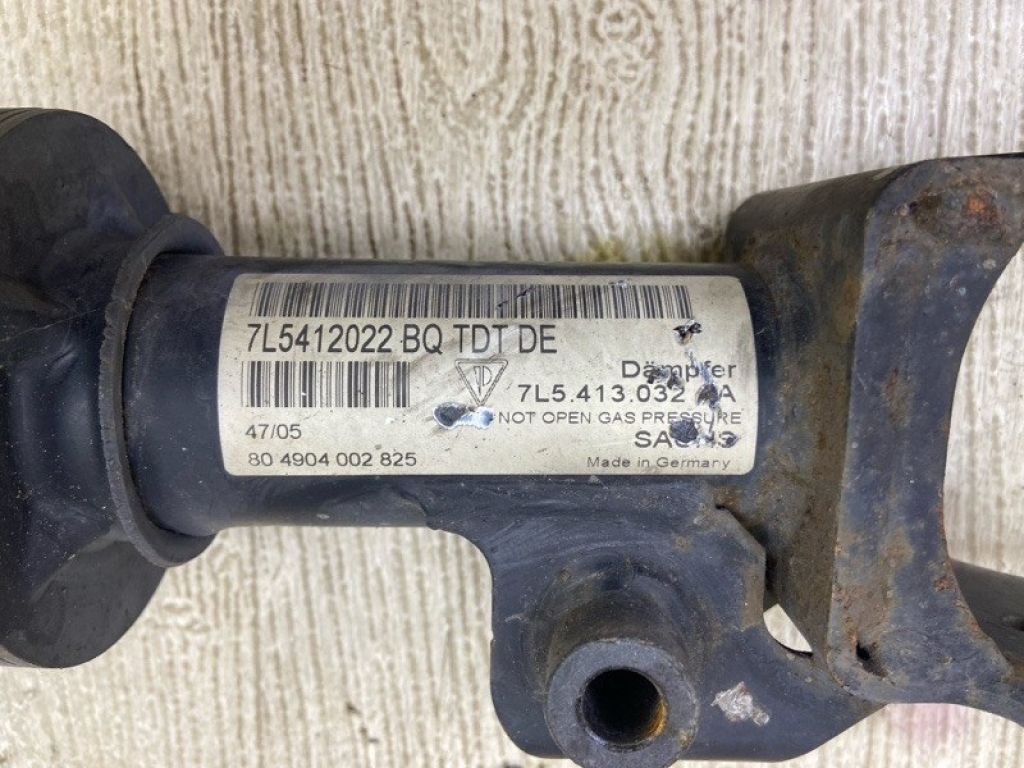 7L5412022 BQ TDT DE
Dämpfer
7L5.413.032
NOT OPEN GAS PRESSURE
47/05
SACHS
80 4904 002 825
Made in Germany